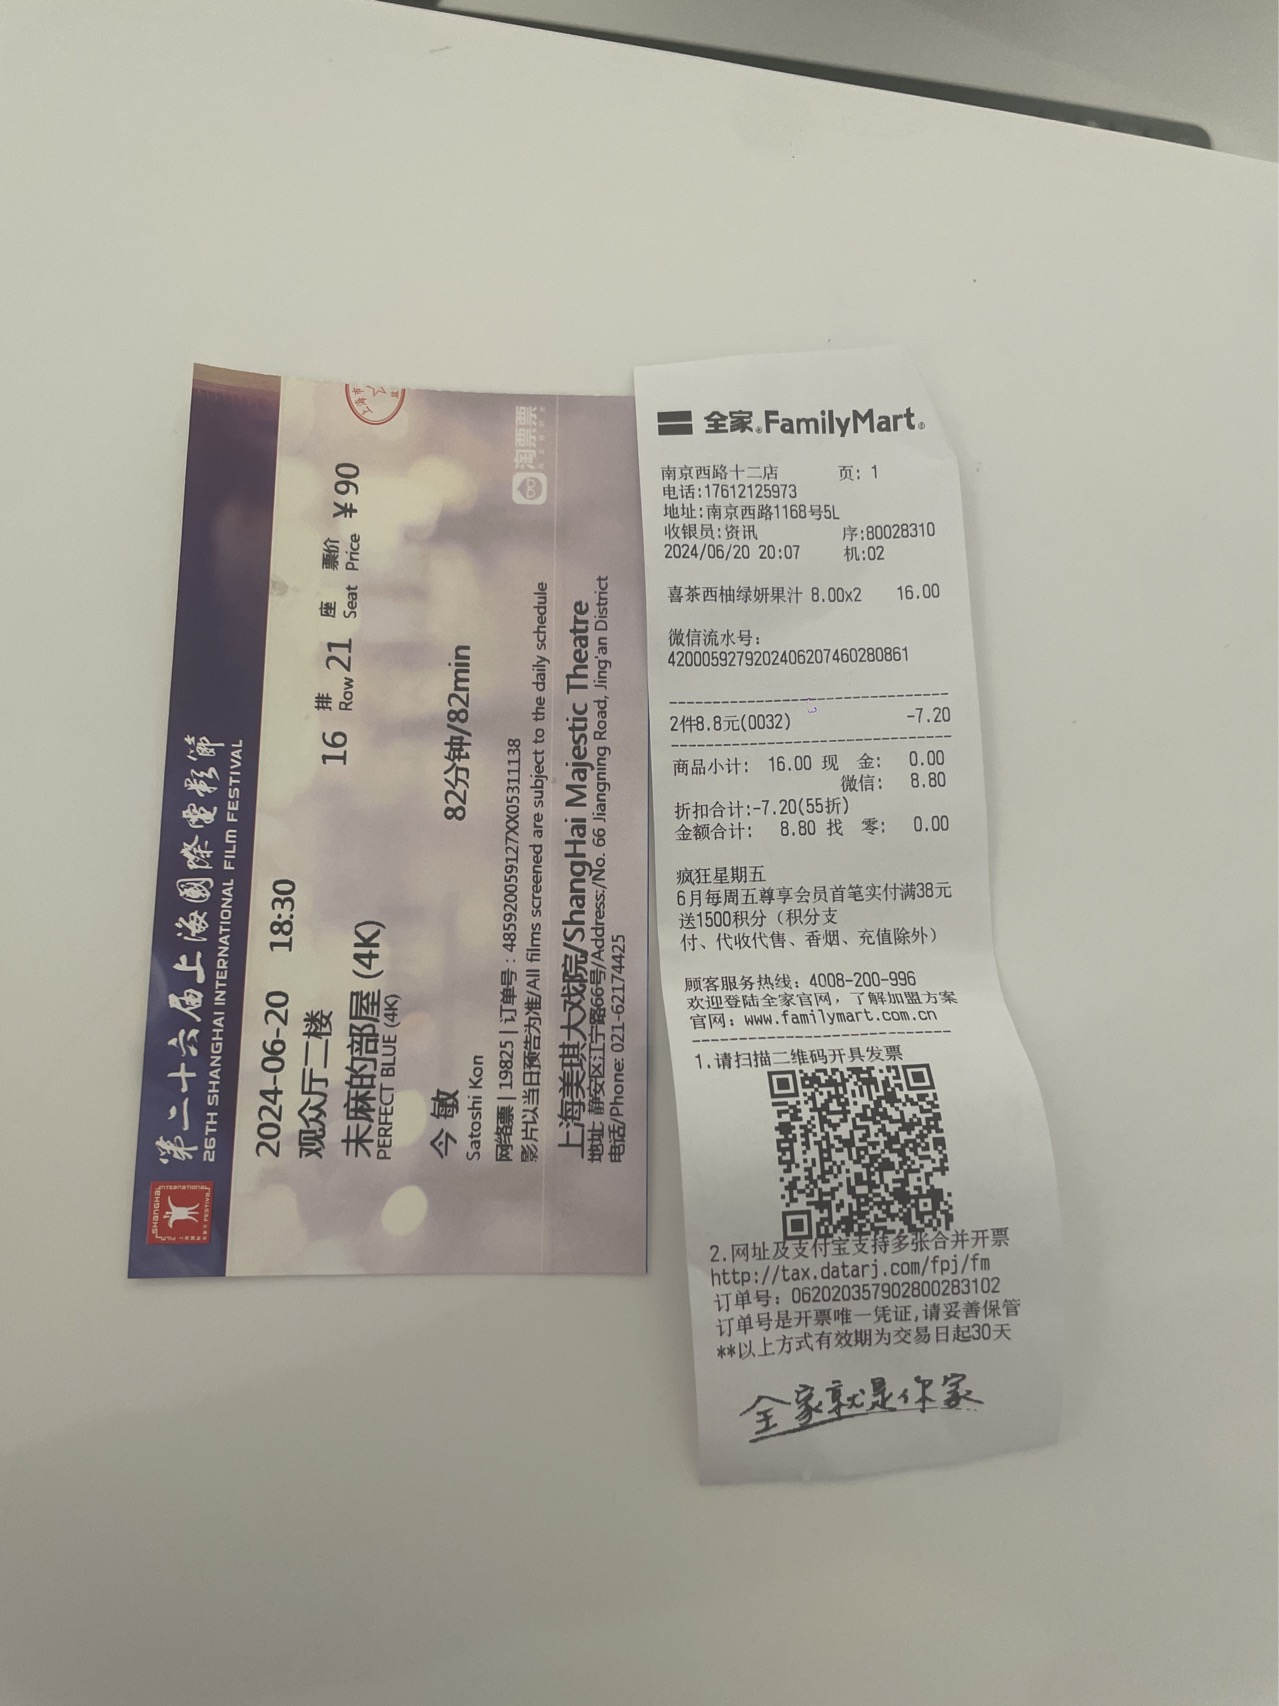 第二十六届上海國際電影節
26TH SHANGHAI INTERNATIONAL FILM FESTIVAL
2024-06-20 18:30
观众厅二楼
16 排 Row 21 座 Seat 票价 Price ¥90
未麻的部屋 (4K)
PERFECT BLUE (4K)
今 敏
82分钟/82min
Satoshi Kon
网络票 | 19825 | 订单号：485920059127XX05311138
影片以当日预告为准/All films screened are subject to the daily schedule
上海美琪大戏院/ShangHai Majestic Theatre
地址: 静安区江宁路66号/Address:/No. 66 Jiangning Road, Jing'an District
电话/Phone: 021-62174425
淘票票
全家®FamilyMart®
南京西路十二店 页: 1
电话:17612125973
地址:南京西路1168号5L
收银员:资讯 序:80028310
2024/06/20 20:07 机:02
喜茶西柚绿妍果汁 8.00x2 16.00
微信流水号:
4200059279202406207460280861
2件8.8元(0032) -7.20
商品小计: 16.00 现 金: 0.00
微信: 8.80
折扣合计:-7.20(55折)
金额合计: 8.80 找 零: 0.00
疯狂星期五
6月每周五尊享会员首笔实付满38元
送1500积分（积分支
付、代收代售、香烟、充值除外）
顾客服务热线: 4008-200-996
欢迎登陆全家官网，了解加盟方案
官网: www.familymart.com.cn
1.请扫描二维码开具发票
2.网址及支付宝支持多张合并开票
http://tax.datarj.com/fpj/fm
订单号: 062020357902800283102
订单号是开票唯一凭证,请妥善保管
**以上方式有效期为交易日起30天
全家就是你家